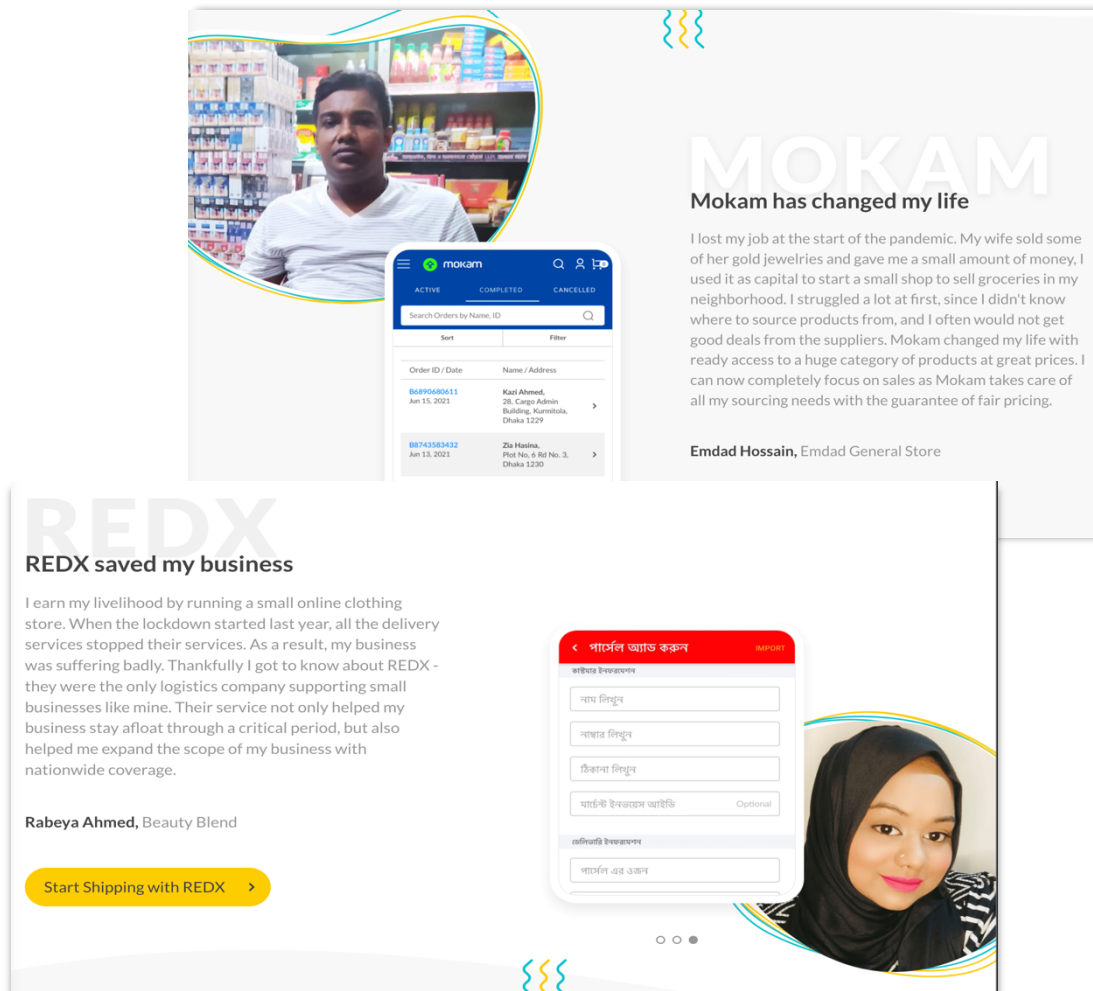 MOKAM
Mokam has changed my life
I lost my job at the start of the pandemic. My wife sold some
of her gold jewelries and gave me a small amount of money, I
used it as capital to start a small shop to sell groceries in my
neighborhood. I struggled a lot at first, since I didn't know
where to source products from, and I often would not get
good deals from the suppliers. Mokam changed my life with
ready access to a huge category of products at great prices. I
can now completely focus on sales as Mokam takes care of
all my sourcing needs with the guarantee of fair pricing.
Emdad Hossain, Emdad General Store
mokam
0
ACTIVE COMPLETED CANCELLED
Search Orders by Name, ID
Sort Filter
Order ID / Date Name / Address
B6890680611 Kazi Ahmed,
Jun 15, 2021 28, Cargo Admin
Building, Kurmitola,
Dhaka 1229
B8743583432 Zia Hasina,
Jun 13, 2021 Plot No, 6 Rd No. 3,
Dhaka 1230
REDX
REDX saved my business
I earn my livelihood by running a small online clothing
store. When the lockdown started last year, all the delivery
services stopped their services. As a result, my business
was suffering badly. Thankfully I got to know about REDX -
they were the only logistics company supporting small
businesses like mine. Their service not only helped my
business stay afloat through a critical period, but also
helped me expand the scope of my business with
nationwide coverage.
Rabeya Ahmed, Beauty Blend
Start Shipping with REDX
পার্সেল অ্যাড করুন IMPORT
কাস্টমার ইনফরমেশন
নাম লিখুন
নাম্বার লিখুন
ঠিকানা লিখুন
মার্চেন্ট ইনভয়েস আইডি Optional
ডেলিভারি ইনফরমেশন
পার্সেল এর ওজন